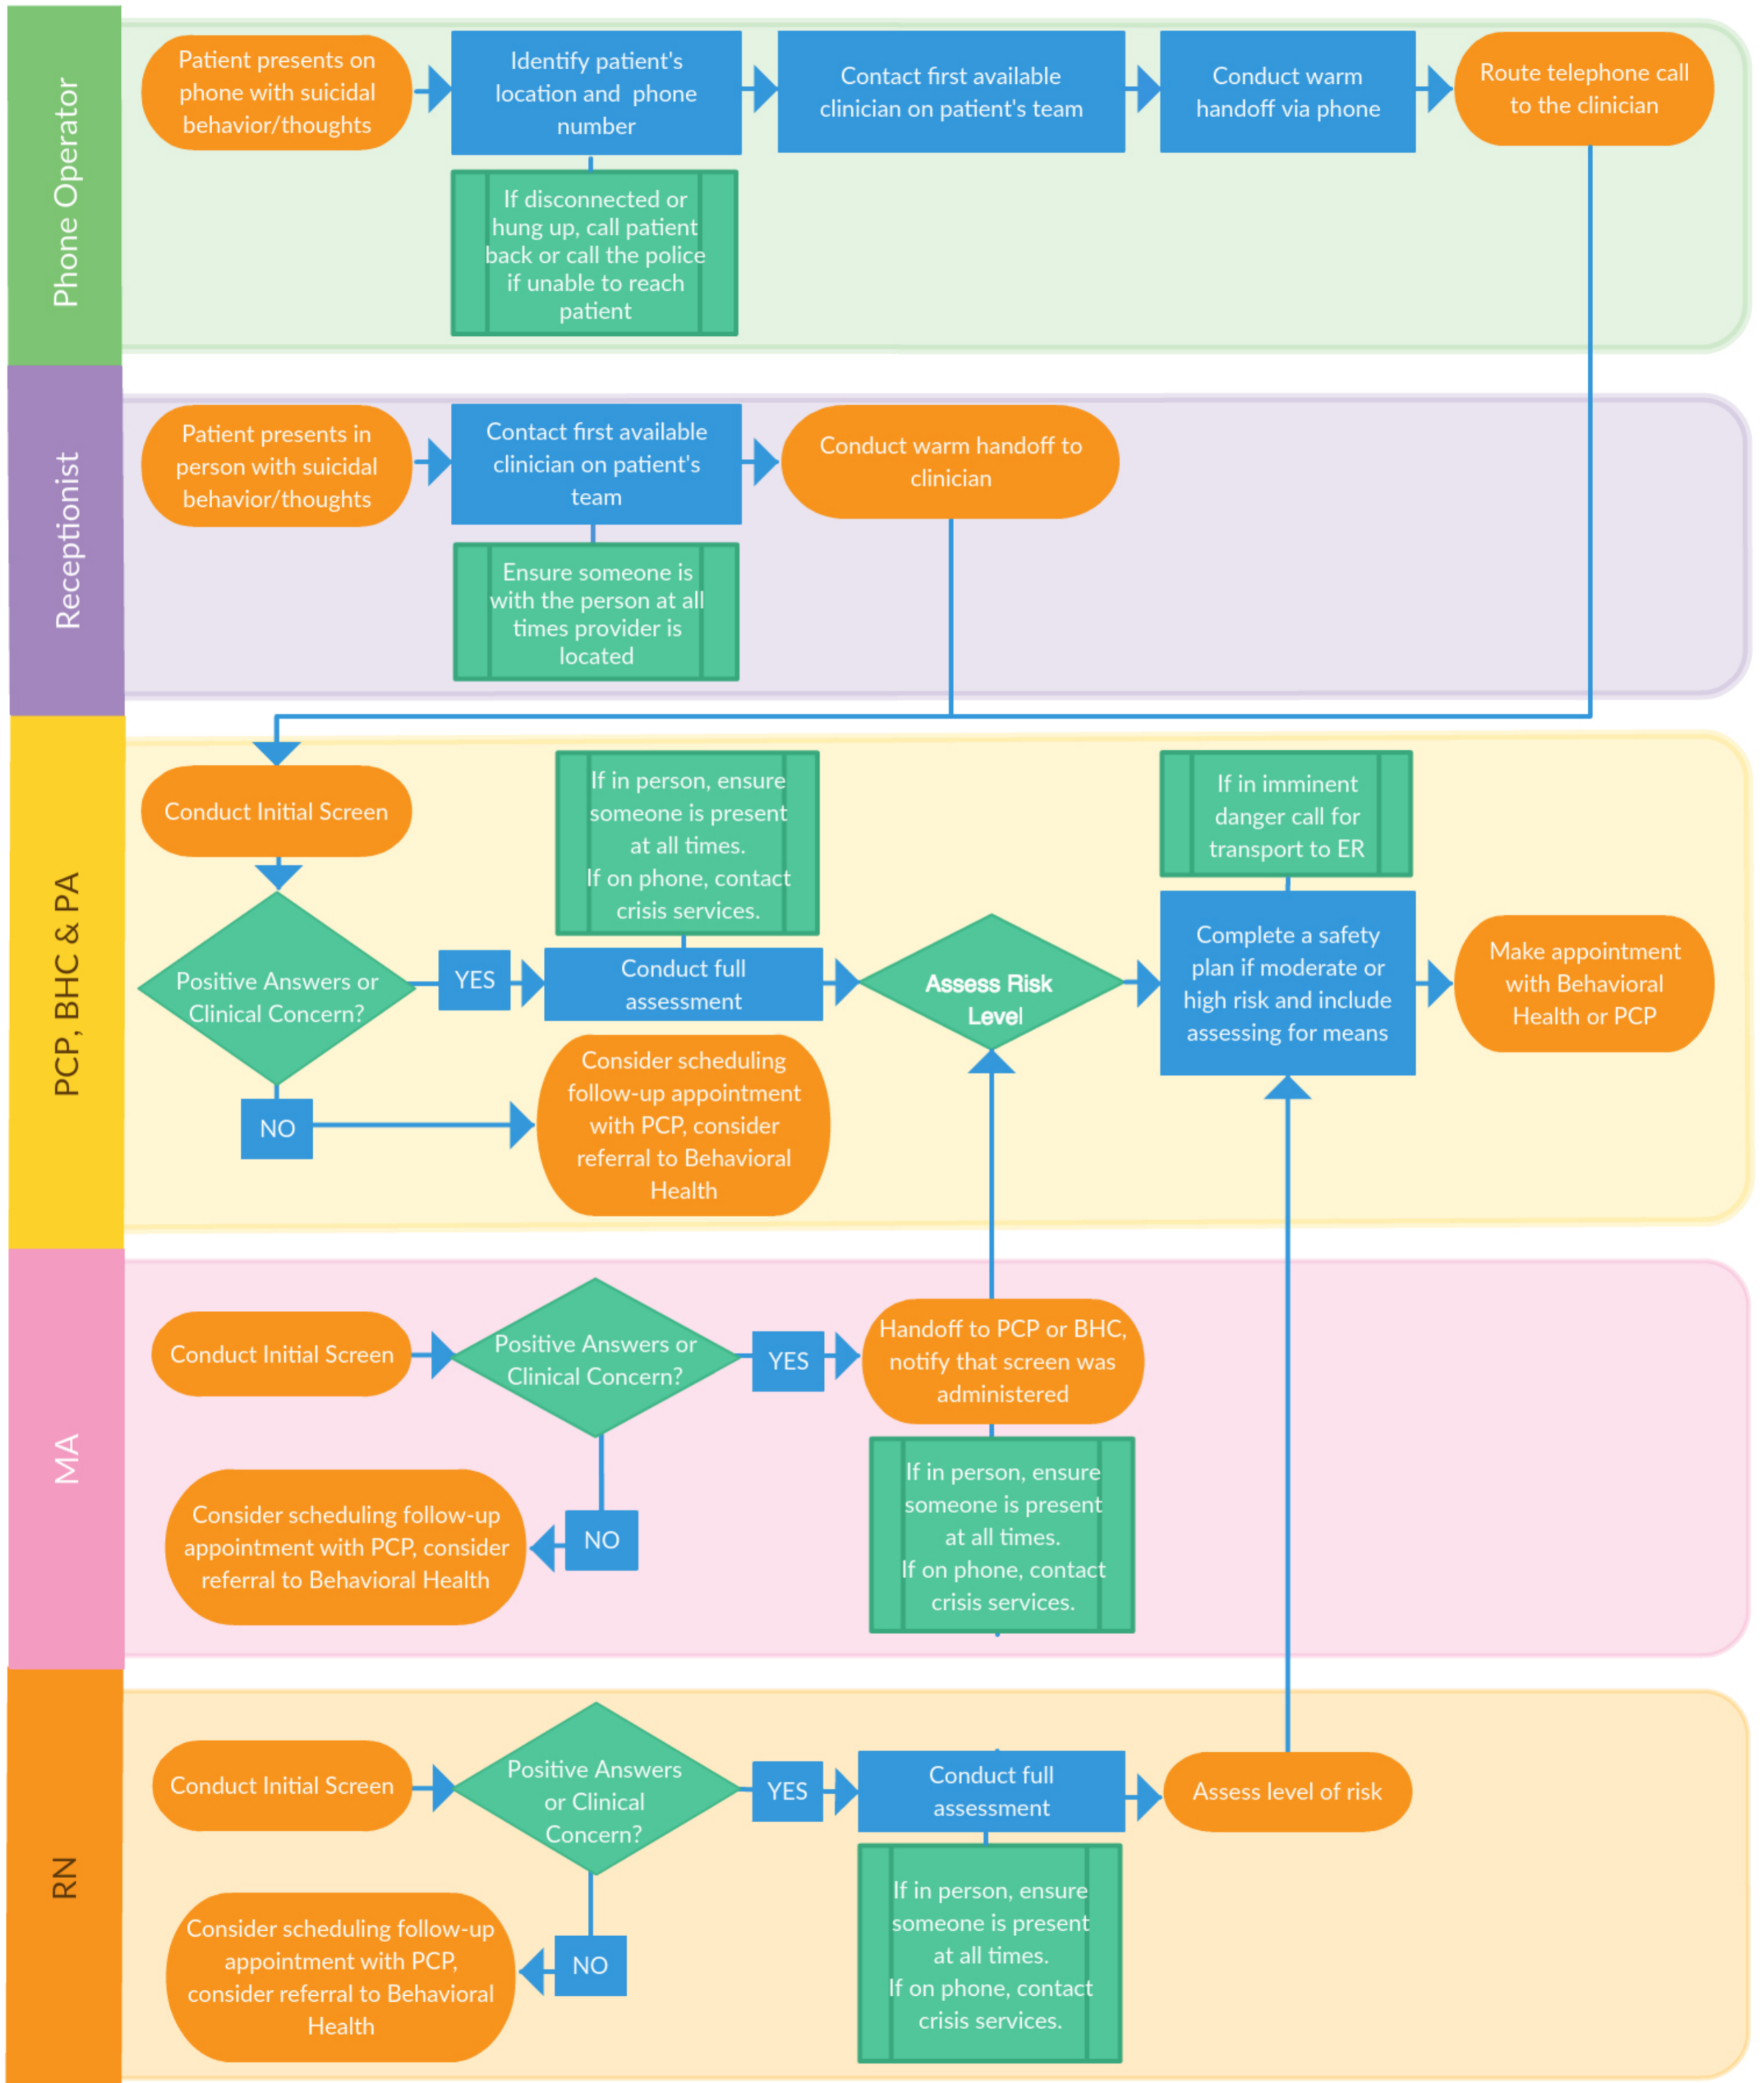 Phone Operator
Patient presents on
phone with suicidal
behavior/thoughts
Identify patient's
location and phone
number
Contact first available
clinician on patient's team
Conduct warm
handoff via phone
Route telephone call
to the clinician
If disconnected or
hung up, call patient
back or call the police
if unable to reach
patient
Receptionist
Patient presents in
person with suicidal
behavior/thoughts
Contact first available
clinician on patient's
team
Conduct warm handoff to
clinician
Ensure someone is
with the person at all
times provider is
located
PCP, BHC & PA
Conduct Initial Screen
Positive Answers or
Clinical Concern?
YES
If in person, ensure
someone is present
at all times.
If on phone, contact
crisis services.
Conduct full
assessment
Assess Risk
Level
If in imminent
danger call for
transport to ER
Complete a safety
plan if moderate or
high risk and include
assessing for means
Make appointment
with Behavioral
Health or PCP
NO
Consider scheduling
follow-up appointment
with PCP, consider
referral to Behavioral
Health
MA
Conduct Initial Screen
Positive Answers or
Clinical Concern?
YES
Handoff to PCP or BHC,
notify that screen was
administered
If in person, ensure
someone is present
at all times.
If on phone, contact
crisis services.
NO
Consider scheduling follow-up
appointment with PCP, consider
referral to Behavioral Health
RN
Conduct Initial Screen
Positive Answers
or Clinical
Concern?
YES
Conduct full
assessment
Assess level of risk
If in person, ensure
someone is present
at all times.
If on phone, contact
crisis services.
NO
Consider scheduling follow-up
appointment with PCP,
consider referral to Behavioral
Health